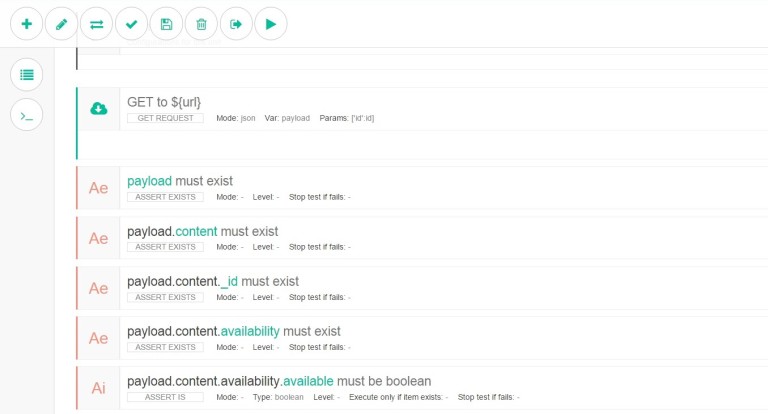 GET to ${url}
GET REQUEST Mode: json Var: payload Params: ['id':id]
Ae payload must exist
ASSERT EXISTS Mode: - Level: - Stop test if fails: -
Ae payload.content must exist
ASSERT EXISTS Mode: - Level: - Stop test if fails: -
Ae payload.content._id must exist
ASSERT EXISTS Mode: - Level: - Stop test if fails: -
Ae payload.content.availability must exist
ASSERT EXISTS Mode: - Level: - Stop test if fails: -
Ai payload.content.availability.available must be boolean
ASSERT IS Mode: - Type: boolean Level: - Execute only if item exists: - Stop test if fails: -